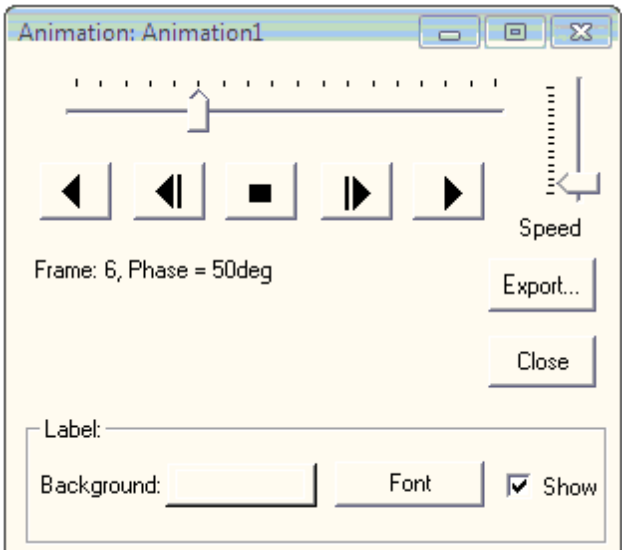 Animation: Animation1
Speed
Frame: 6, Phase = 50deg
Export...
Close
Label:
Background:
Font
Show